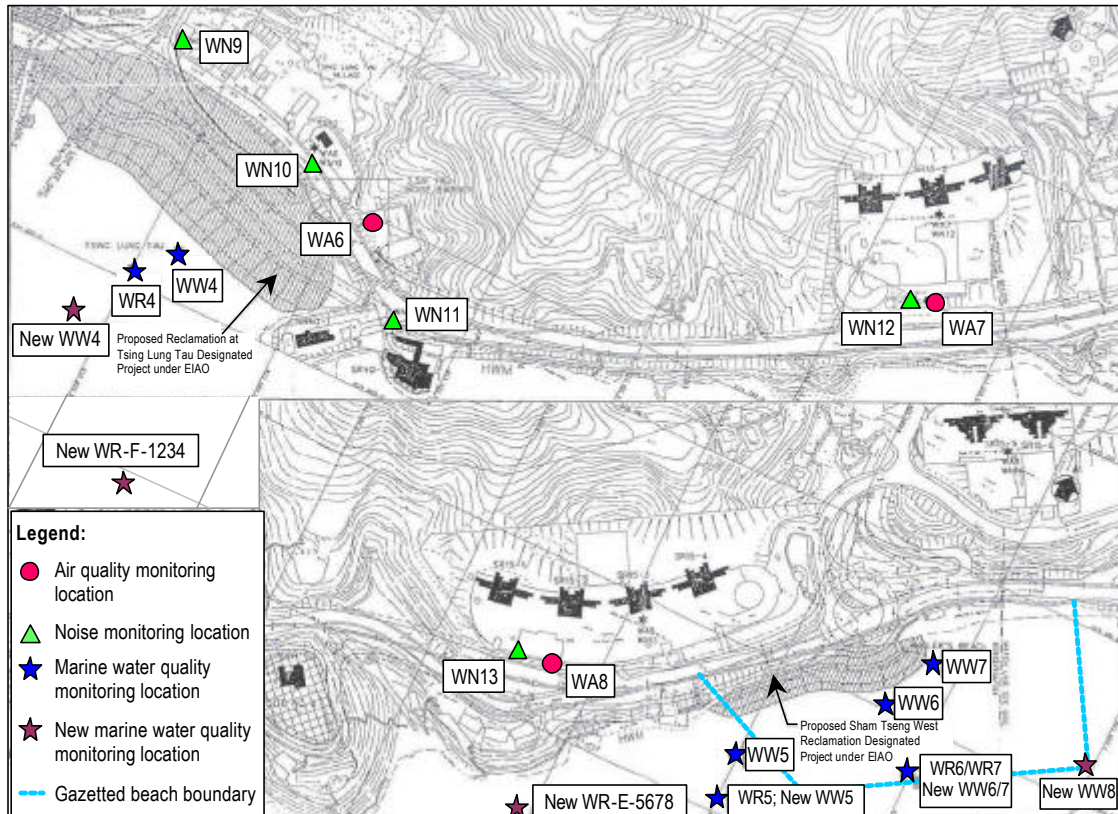 WN9
WN10
WA6
WW4
WR4
New WW4
Proposed Reclamation at
Tsing Lung Tau Designated
Project under EIAO
WN11
HWM
WN12
WA7
New WR-F-1234
Legend:
Air quality monitoring
location
Noise monitoring location
Marine water quality
monitoring location
New marine water quality
monitoring location
Gazetted beach boundary
WN13
WA8
WW7
WW6
Proposed Sham Tseng West
Reclamation Designated
Project under EIAO
WW5
WR6/WR7
New WW6/7
New WW8
WR5; New WW5
New WR-E-5678